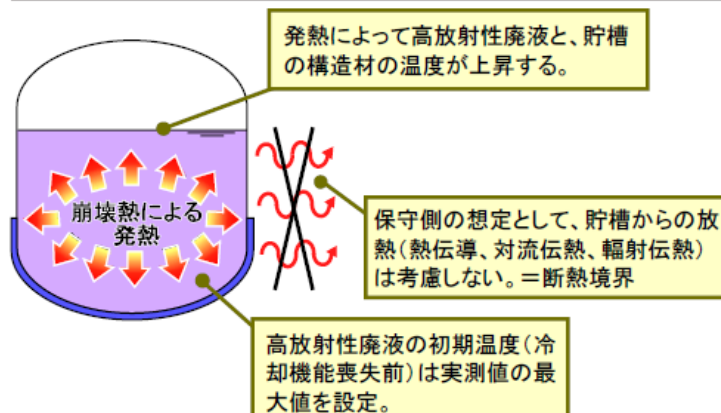 発熱によって高放射性廃液と、貯槽
の構造材の温度が上昇する。
崩壊熱による
発熱
保守側の想定として、貯槽からの放
熱(熱伝導、対流伝熱、輻射伝熱)
は考慮しない。＝断熱境界
高放射性廃液の初期温度(冷
却機能喪失前)は実測値の最
大値を設定。